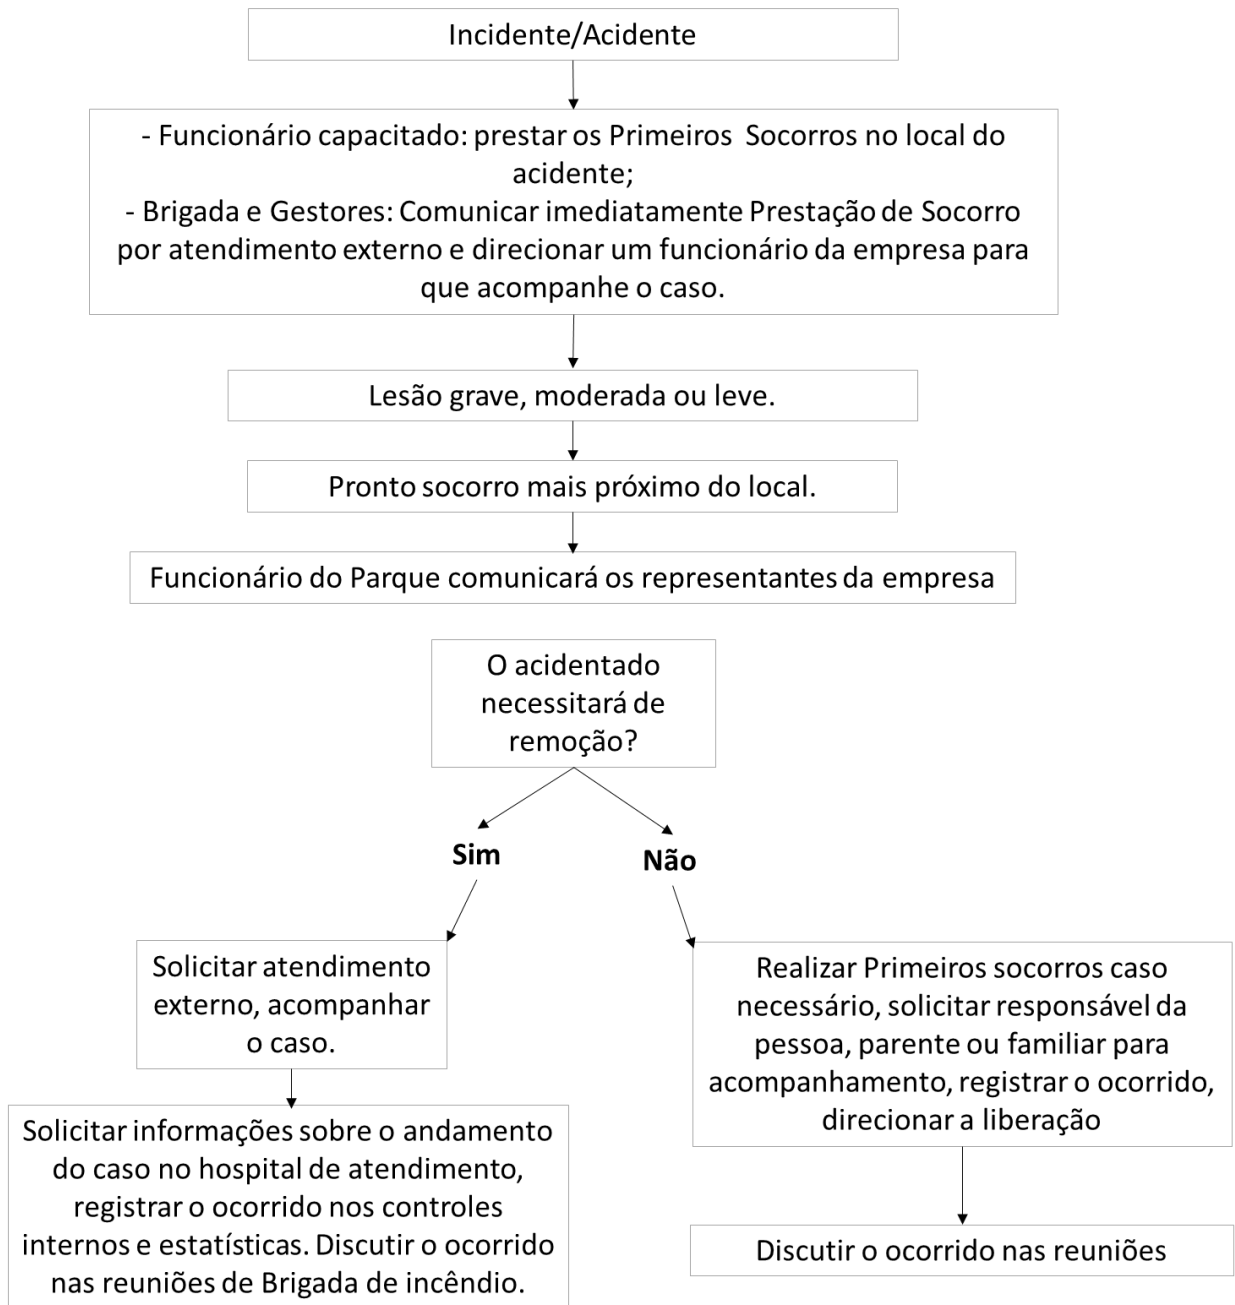 Incidente/Acidente
- Funcionário capacitado: prestar os Primeiros Socorros no local do
acidente;
- Brigada e Gestores: Comunicar imediatamente Prestação de Socorro
por atendimento externo e direcionar um funcionário da empresa para
que acompanhe o caso.
Lesão grave, moderada ou leve.
Pronto socorro mais próximo do local.
Funcionário do Parque comunicará os representantes da empresa
O acidentado
necessitará de
remoção?
Sim
Não
Solicitar atendimento
externo, acompanhar
o caso.
Solicitar informações sobre o andamento
do caso no hospital de atendimento,
registrar o ocorrido nos controles
internos e estatísticas. Discutir o ocorrido
nas reuniões de Brigada de incêndio.
Realizar Primeiros socorros caso
necessário, solicitar responsável da
pessoa, parente ou familiar para
acompanhamento, registrar o ocorrido,
direcionar a liberação
Discutir o ocorrido nas reuniões